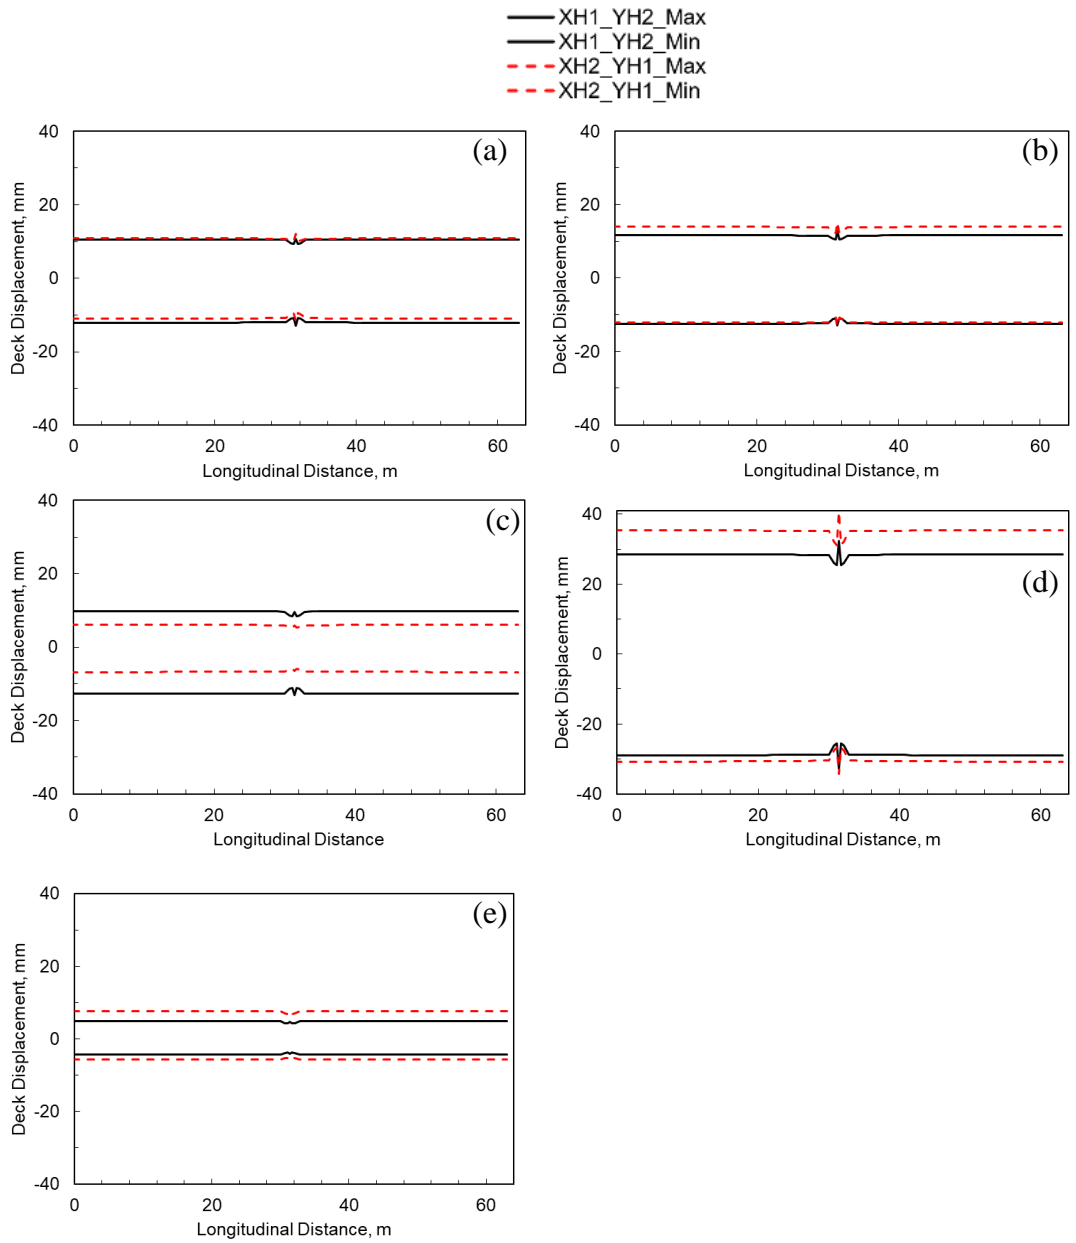 XH1_YH2_Max
XH1_YH2_Min
XH2_YH1_Max
XH2_YH1_Min
(a)
40
20
0
-20
-40
Deck Displacement, mm
0 20 40 60
Longitudinal Distance, m
(b)
40
20
0
-20
-40
Deck Displacement, mm
0 20 40 60
Longitudinal Distance, m
(c)
40
20
0
-20
-40
Deck Displacement, mm
0 20 40 60
Longitudinal Distance
(d)
40
20
0
-20
-40
Deck Displacement, mm
0 20 40 60
Longitudinal Distance, m
(e)
40
20
0
-20
-40
Deck Displacement, mm
0 20 40 60
Longitudinal Distance, m